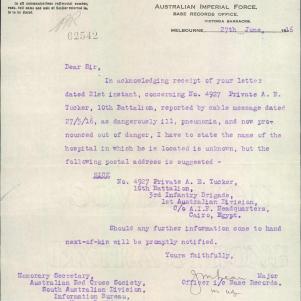 In all communications following number,
AUSTRALIAN IMPERIAL FORCE,
BASE RECORDS OFFICE,
VICTORIA BARRACKS.
MELBOURNE, 27th June, 1916
02542
Dear Sir,
In acknowledging receipt of your letter
dated 21st instant, concerning No. 4927 Private A. E.
Tucker, 10th Battalion, reported by cable message dated
27/5/16, as dangerously ill, pneumonia, and now pro-
nounced out of danger, I have to state the name of the
hospital in which he is located is unknown, but the
following postal address is suggested -
No. 4927 Private A. E. Tucker,
10th Battalion,
3rd Infantry Brigade,
1st Australian Division,
C/o A.I.F. Headquarters,
Cairo, Egypt.
Should any further information come to hand
next-of-kin will be promptly notified.
Yours faithfully,
Major
Officer i/c Base Records.
Honorary Secretary,
Australian Red Cross Society,
South Australian Division,
Information Bureau,